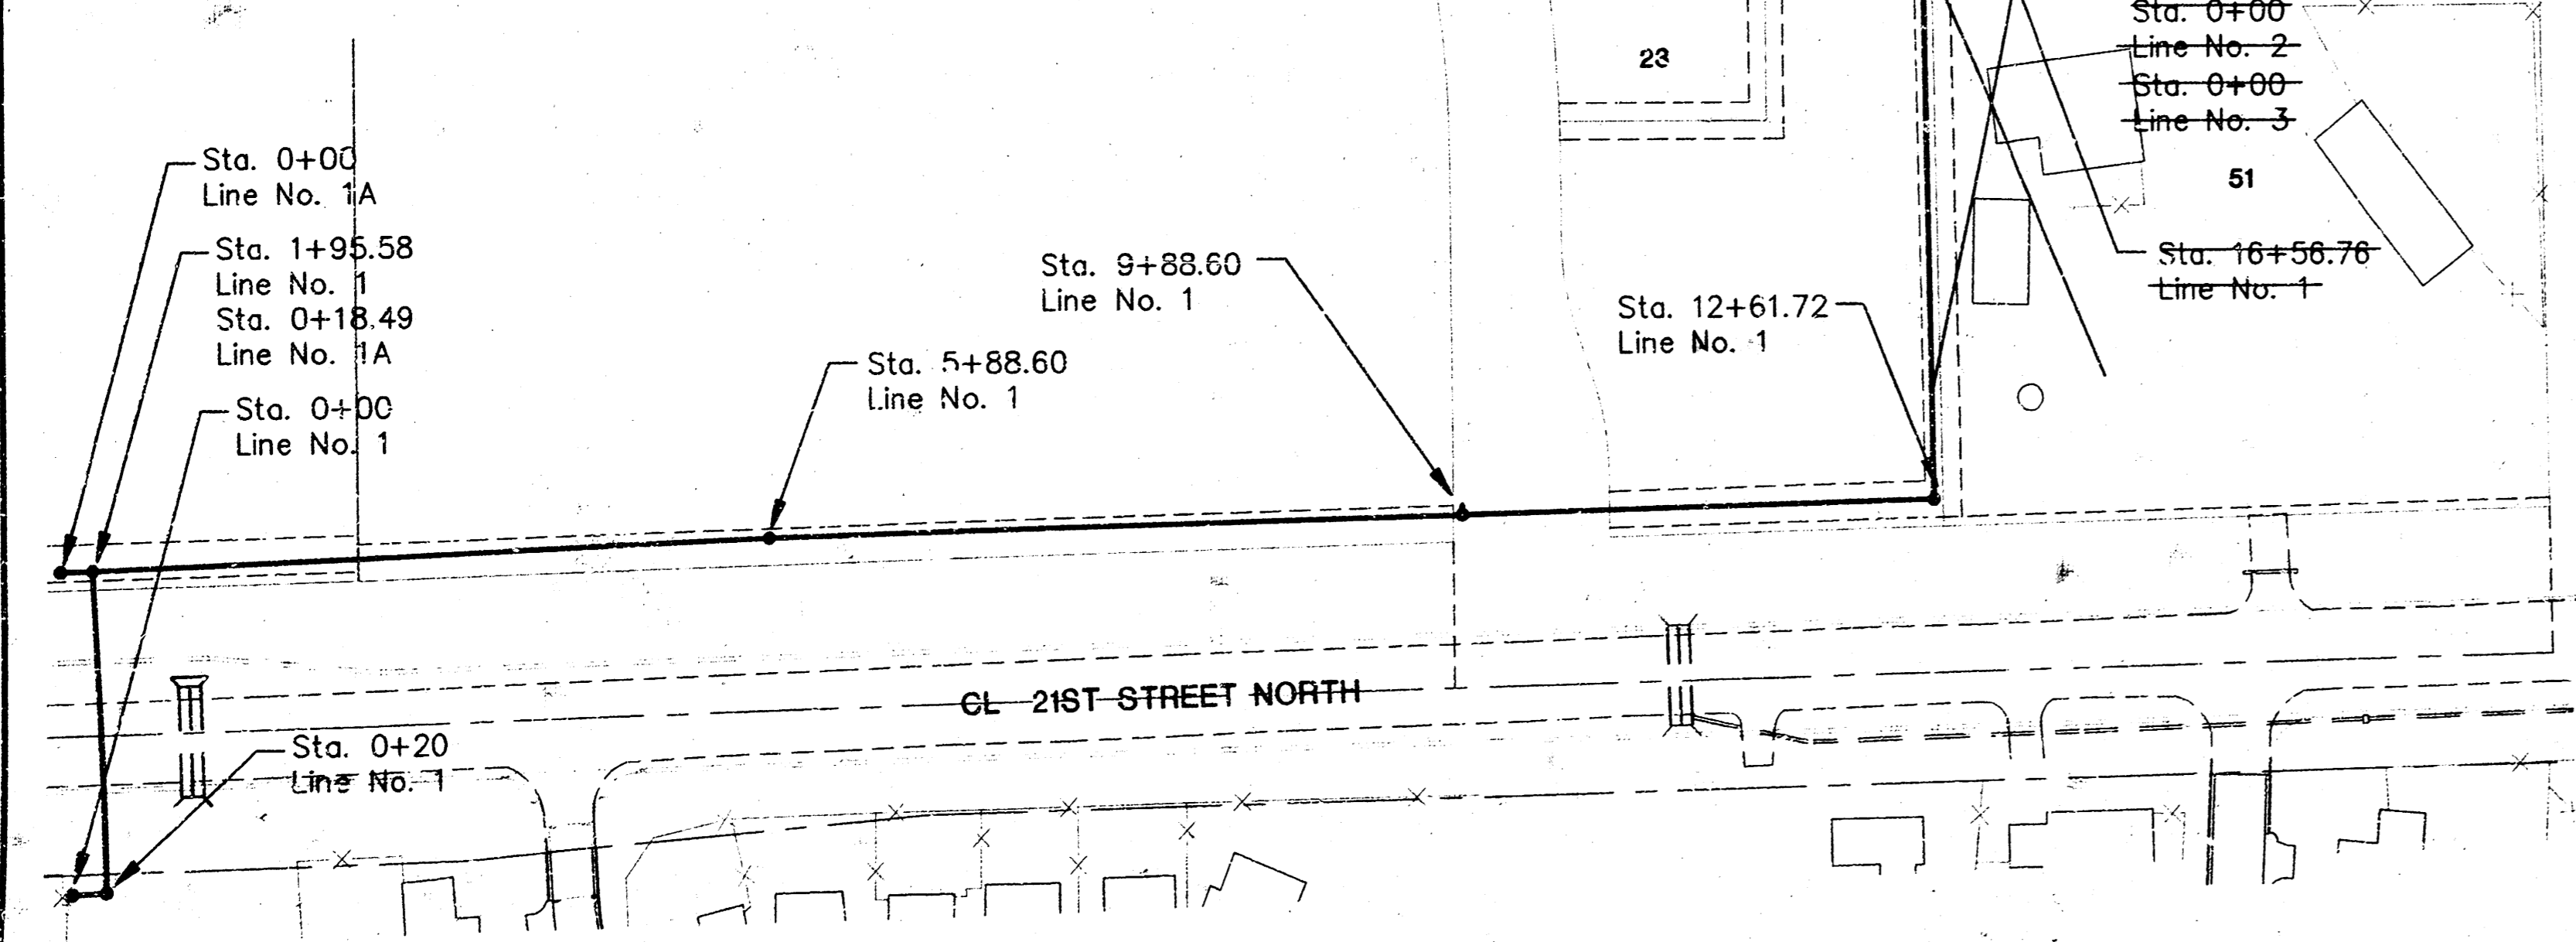 Sta. 0+00
Line No. 2
Sta. 0+00
Line No. 3
23
51
Sta. 0+00
Line No. 1A
Sta. 1+95.58
Line No. 1
Sta. 0+18.49
Line No. 1A
Sta. 0+00
Line No. 1
Sta. 5+88.60
Line No. 1
Sta. 9+88.60
Line No. 1
Sta. 12+61.72
Line No. 1
Sta. 16+56.76
Line No. 1
CL 21ST STREET NORTH
Sta. 0+20
Line No. 1